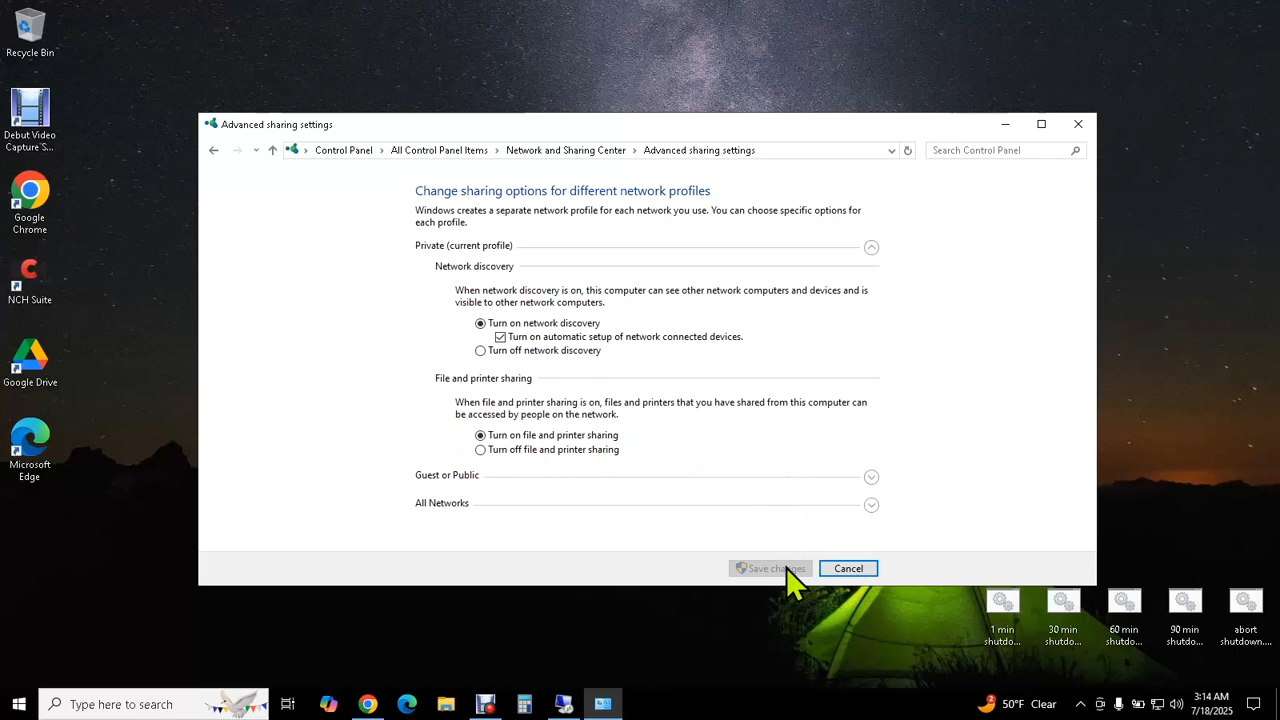 Recycle Bin
Debut Video
Capture S...
Google
Chrome
NCH Suite
Google Drive
Microsoft
Edge
Advanced sharing settings
Control Panel
All Control Panel Items
Network and Sharing Center
Advanced sharing settings
Search Control Panel
Change sharing options for different network profiles
Windows creates a separate network profile for each network you use. You can choose specific options for
each profile.
Private (current profile)
Network discovery
When network discovery is on, this computer can see other network computers and devices and is
visible to other network computers.
Turn on network discovery
Turn on automatic setup of network connected devices.
Turn off network discovery
File and printer sharing
When file and printer sharing is on, files and printers that you have shared from this computer can
be accessed by people on the network.
Turn on file and printer sharing
Turn off file and printer sharing
Guest or Public
All Networks
Save changes
Cancel
1 min
shutdo...
30 min
shutdo...
60 min
shutdo...
90 min
shutdo...
abort
shutdown...
Type here to search
2
50°F Clear
3:14 AM
7/18/2025